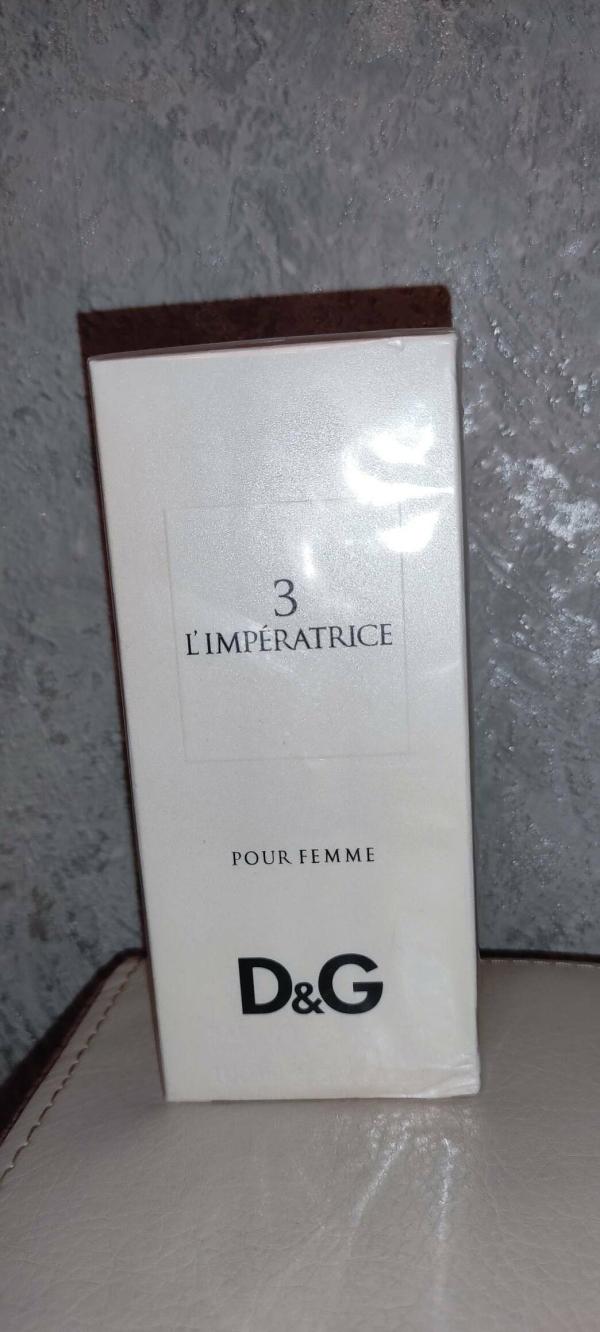 3
L'IMPÉRATRICE
POUR FEMME
D&G